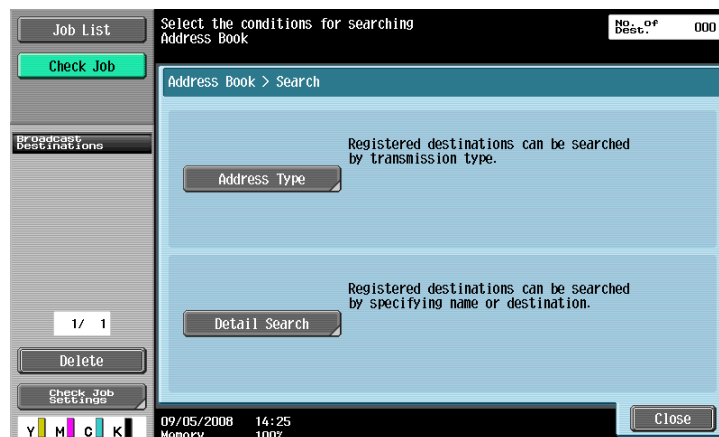 Job List
Check Job
Broadcast
Destinations
1/ 1
Delete
Check Job
Settings
Y M C K
Select the conditions for searching
Address Book
No. of
Dest. 000
Address Book > Search
Address Type
Registered destinations can be searched
by transmission type.
Detail Search
Registered destinations can be searched
by specifying name or destination.
09/05/2008 14:25
Memory 100%
Close